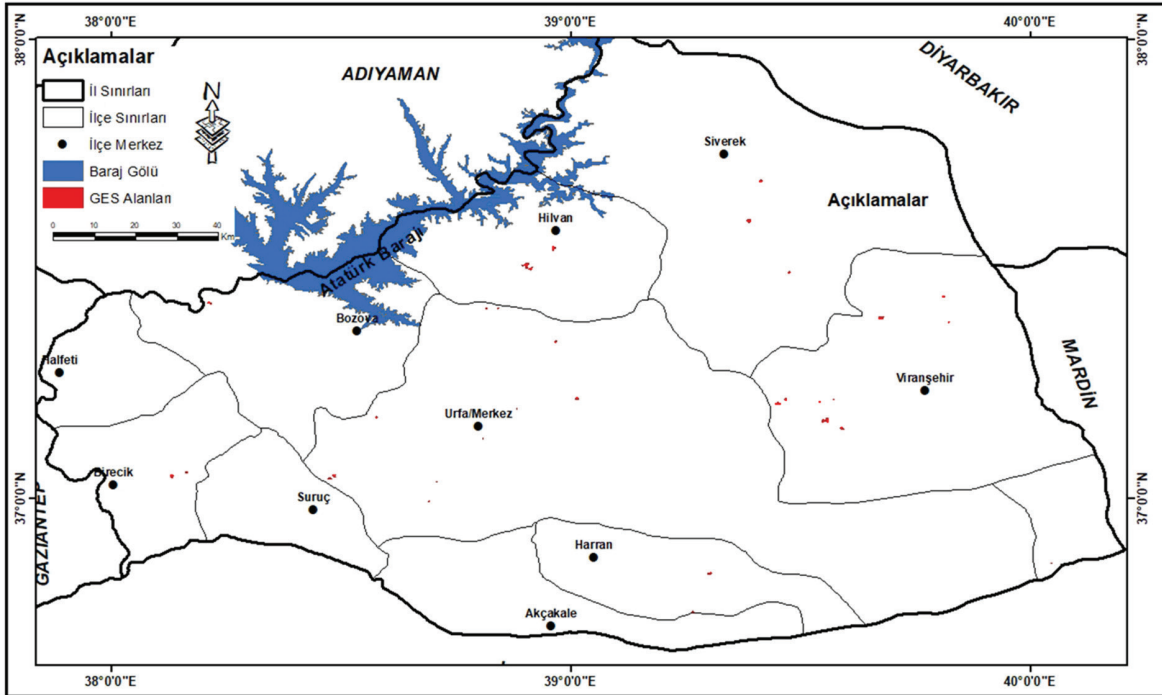 38°0'0"E
39°0'0"E
40°0'0"E
38°0'0"N
38°0'0"N
Açıklamalar
İl Sınırları
İlçe Sınırları
İlçe Merkez
Baraj Gölü
GES Alanları
0 10 20 30 40
Km
N
ADIYAMAN
DİYARBAKIR
Siverek
Açıklamalar
Hilvan
Atatürk Barajı
Bozova
Halfeti
Viranşehir
MARDİN
Urfa/Merkez
Birecik
Suruç
37°0'0"N
37°0'0"N
GAZİANTEP
Harran
Akçakale
38°0'0"E
39°0'0"E
40°0'0"E